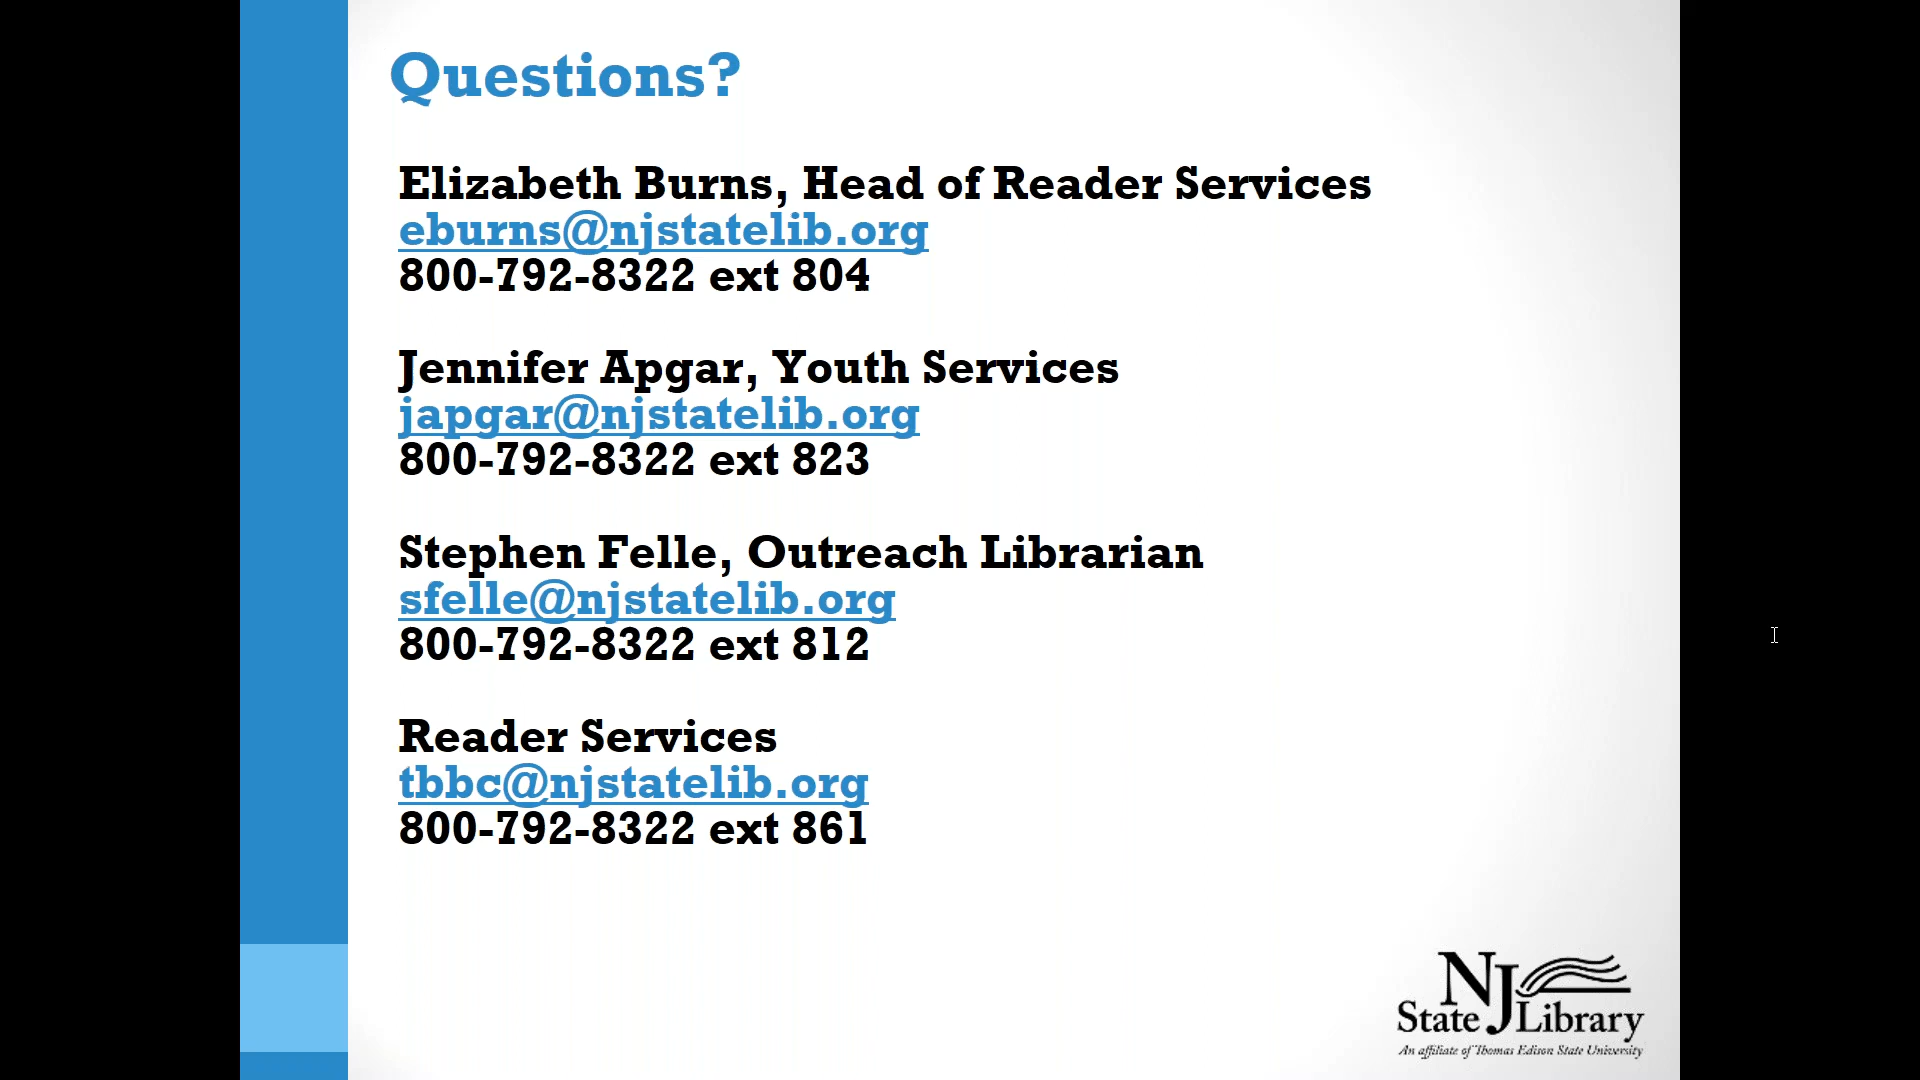 Questions?
Elizabeth Burns, Head of Reader Services
eburns@njstatelib.org
800-792-8322 ext 804
Jennifer Apgar, Youth Services
japgar@njstatelib.org
800-792-8322 ext 823
Stephen Felle, Outreach Librarian
sfelle@njstatelib.org
800-792-8322 ext 812
Reader Services
tbbc@njstatelib.org
800-792-8322 ext 861
NJ
State Library
An affiliate of Thomas Edison State University